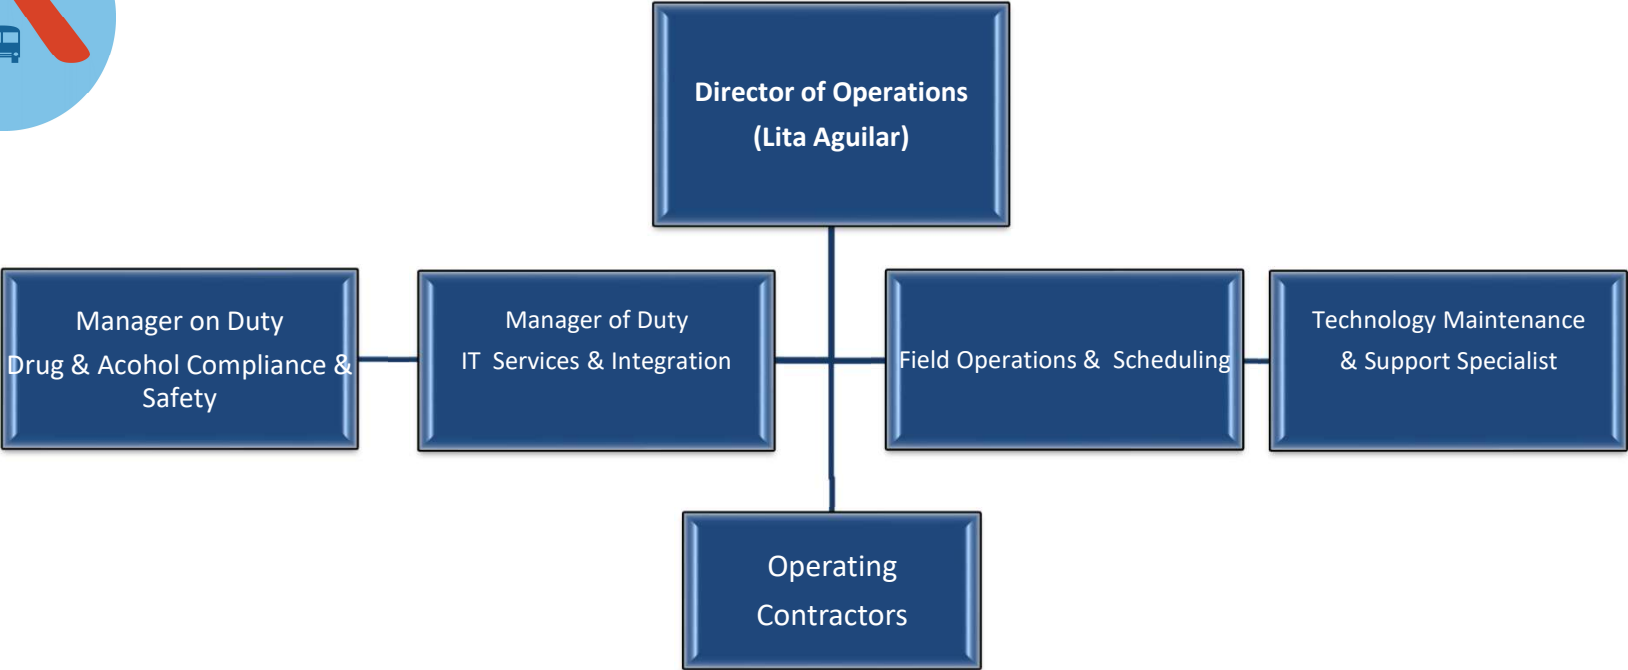 Director of Operations
(Lita Aguilar)
Manager on Duty
Drug & Acohol Compliance &
Safety
Manager of Duty
IT Services & Integration
Field Operations & Scheduling
Technology Maintenance
& Support Specialist
Operating
Contractors